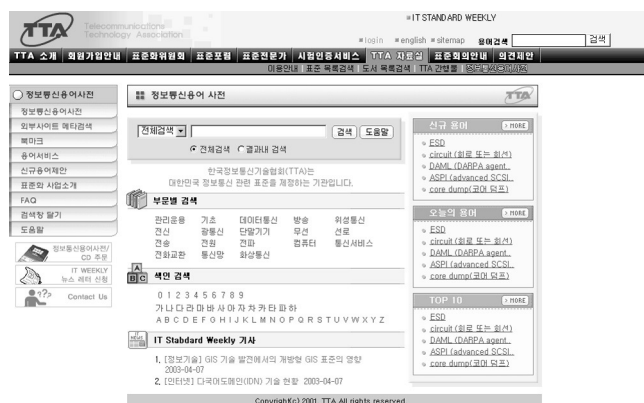 IT STANDARD WEEKLY
TTA Telecommunications
Technology Association
login english sitemap 용어검색 검색
TTA 소개 회원가입안내 표준화위원회 표준포럼 표준전문가 시험인증서비스 TTA 자료실 표준회의안내 의견제안
이용안내 표준 목록검색 도서 목록검색 TTA 간행물 정보통신용어사전
정보통신용어사전
정보통신용어사전
외부사이트 메타검색
북마크
용어서비스
신규용어제안
표준화 사업소개
FAQ
검색창 달기
도움말
정보통신용어사전/
CD 주문
IT WEEKLY
뉴스 레터 신청
Contact Us
정보통신용어 사전
TTA
전체검색 검색 도움말
전체검색 결과내 검색
한국정보통신기술협회(TTA)는
대한민국 정보통신 관련 표준을 제정하는 기관입니다.
부문별 검색
관리운용 기초 데이터통신 방송 위성통신
전신 광통신 단말기기 무선 선로
전송 전원 전파 컴퓨터 통신서비스
전화교환 통신망 화상통신
색인 검색
0 1 2 3 4 5 6 7 8 9
가 나 다 라 마 바 사 아 자 차 카 타 파 하
A B C D E F G H I J K L M N O P Q R S T U V W X Y Z
IT Stabdard Weekly 기사
1. [정보기술] GIS 기술 발전에서의 개방형 GIS 표준의 영향
2003-04-07
2. [인터넷] 다국어도메인(IDN) 기술 현황 2003-04-07
신규 용어 MORE
ESD
circuit (회로 또는 회선)
DAML (DARPA agent..
ASPI (advanced SCSI..
core dump(코어 덤프)
오늘의 용어 MORE
ESD
circuit (회로 또는 회선)
DAML (DARPA agent..
ASPI (advanced SCSI..
core dump(코어 덤프)
TOP 10 MORE
ESD
circuit (회로 또는 회선)
DAML (DARPA agent..
ASPI (advanced SCSI..
core dump(코어 덤프)
Copyright(c) 2001, TTA All rights reserved